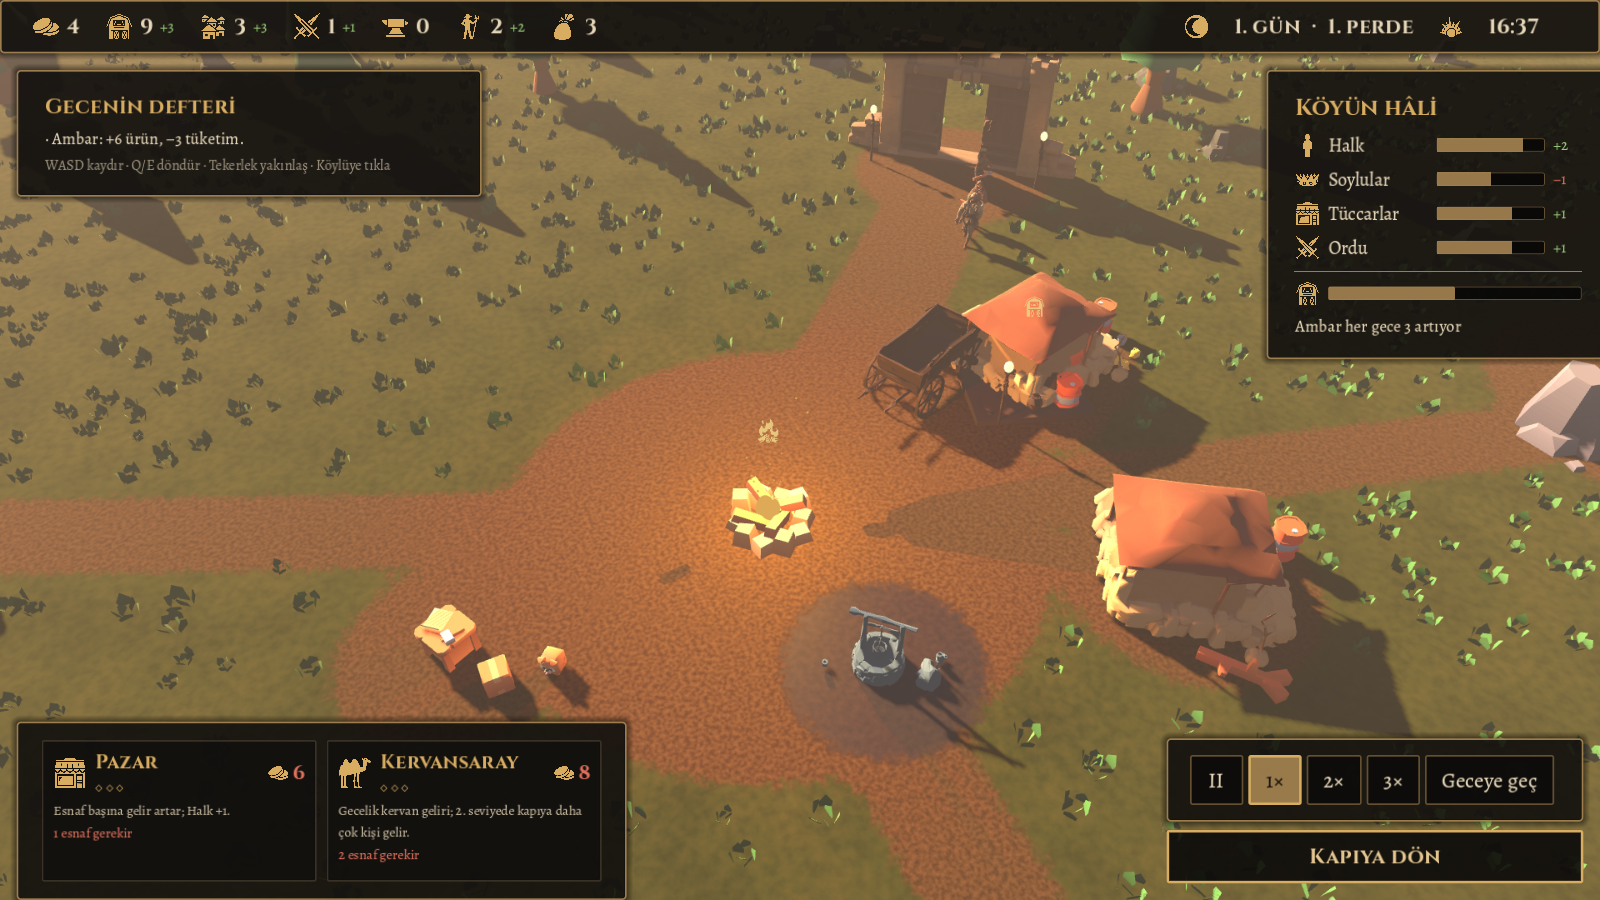 4 9 +3 3 +3 1 +1 0 2 +2 3
1. GÜN · 1. PERDE 16:37
GECENİN DEFTERİ
· Ambar: +6 ürün, −3 tüketim.
WASD kaydır · Q/E döndür · Tekerlek yakınlaş · Köylüye tıkla
KÖYÜN HÂLİ
Halk +2
Soylular −1
Tüccarlar +1
Ordu +1
Ambar her gece 3 artıyor
PAZAR 6
Esnaf başına gelir artar; Halk +1.
1 esnaf gerekir
KERVANSARAY 8
Gecelik kervan geliri; 2. seviyede kapıya daha
çok kişi gelir.
2 esnaf gerekir
II 1× 2× 3× Geceye geç
KAPIYA DÖN